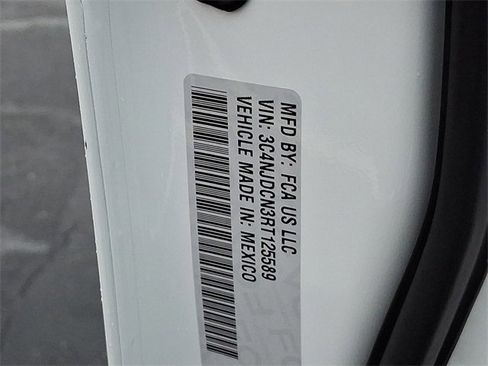 MFD BY: FCA US LLC
VIN: 3C4NJDCN3RT125589
VEHICLE MADE IN: MEXICO